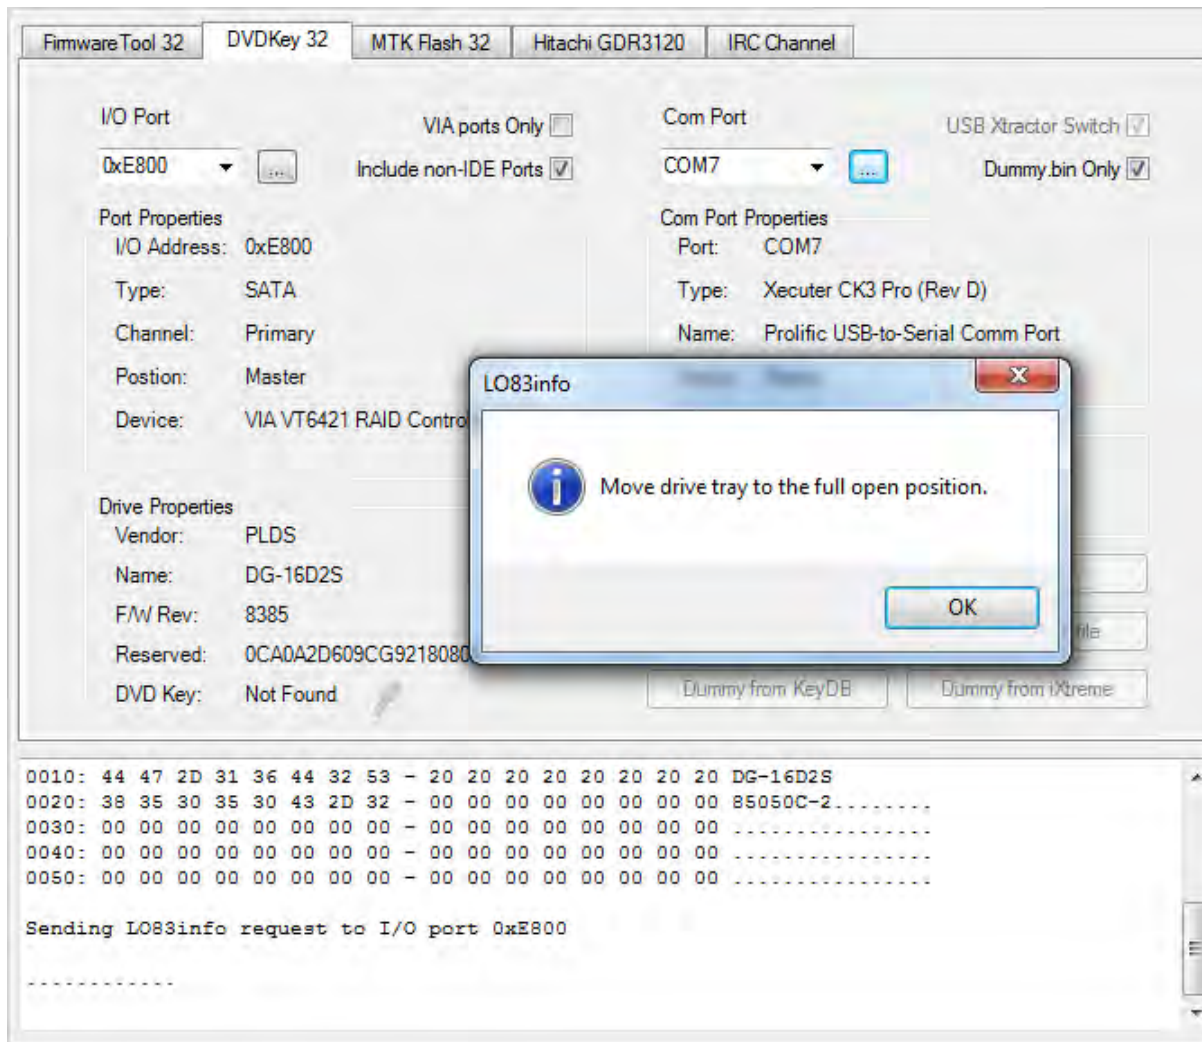 FirmwareTool 32 DVDKey 32 MTK Flash 32 Hitachi GDR3120 IRC Channel
I/O Port VIA ports Only Com Port USB Xtractor Switch
0xE800 ... Include non-IDE Ports COM7 ... Dummy.bin Only
Port Properties Com Port Properties
I/O Address: 0xE800 Port: COM7
Type: SATA Type: Xecuter CK3 Pro (Rev D)
Channel: Primary Name: Prolific USB-to-Serial Comm Port
Postion: Master
Device: VIA VT6421 RAID Contro
LO83info
Move drive tray to the full open position.
OK
Drive Properties
Vendor: PLDS
Name: DG-16D2S
F/W Rev: 8385
Reserved: 0CA0A2D609CG9218080 file
DVD Key: Not Found Dummy from KeyDB Dummy from iXtreme
0010: 44 47 2D 31 36 44 32 53 - 20 20 20 20 20 20 20 20 DG-16D2S
0020: 38 35 30 35 30 43 2D 32 - 00 00 00 00 00 00 00 00 85050C-2........
0030: 00 00 00 00 00 00 00 00 - 00 00 00 00 00 00 00 00 ................
0040: 00 00 00 00 00 00 00 00 - 00 00 00 00 00 00 00 00 ................
0050: 00 00 00 00 00 00 00 00 - 00 00 00 00 00 00 00 00 ................
Sending LO83info request to I/O port 0xE800
............